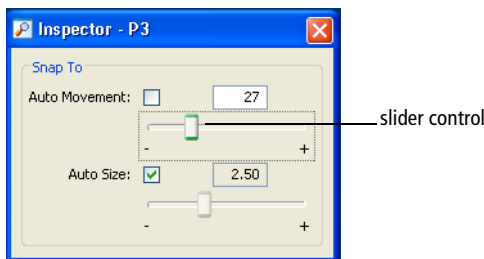 Inspector - P3
Snap To
Auto Movement: 27
slider control
- +
Auto Size: 2.50
- +